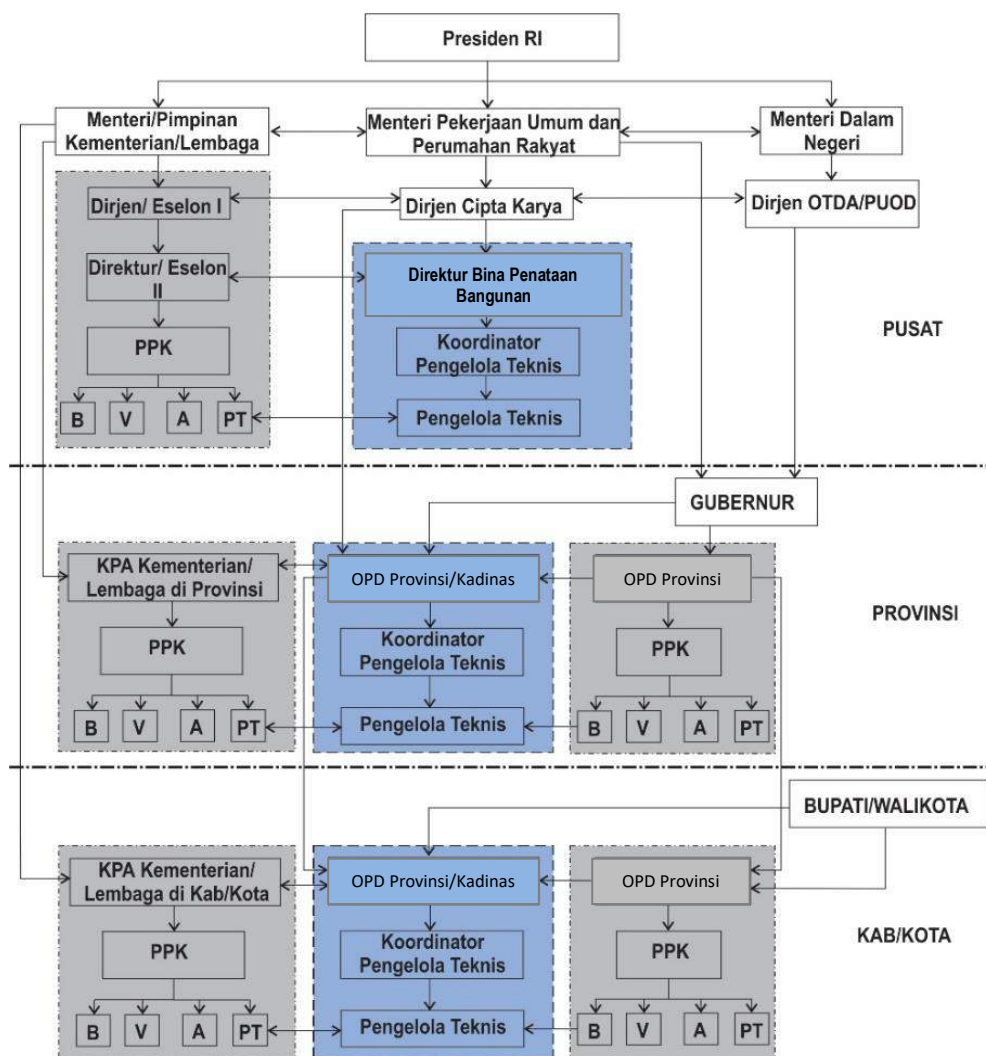 Presiden RI
Menteri/Pimpinan
Kementerian/Lembaga
Menteri Pekerjaan Umum dan
Perumahan Rakyat
Menteri Dalam
Negeri
Dirjen/ Eselon I
Dirjen Cipta Karya
Dirjen OTDA/PUOD
Direktur/ Eselon
II
Direktur Bina Penataan
Bangunan
PUSAT
PPK
Koordinator
Pengelola Teknis
B
V
A
PT
Pengelola Teknis
GUBERNUR
KPA Kementerian/
Lembaga di Provinsi
OPD Provinsi/Kadinas
OPD Provinsi
PROVINSI
PPK
Koordinator
Pengelola Teknis
PPK
B
V
A
PT
Pengelola Teknis
B
V
A
PT
BUPATI/WALIKOTA
KPA Kementerian/
Lembaga di Kab/Kota
OPD Provinsi/Kadinas
OPD Provinsi
KAB/KOTA
PPK
Koordinator
Pengelola Teknis
PPK
B
V
A
PT
Pengelola Teknis
B
V
A
PT